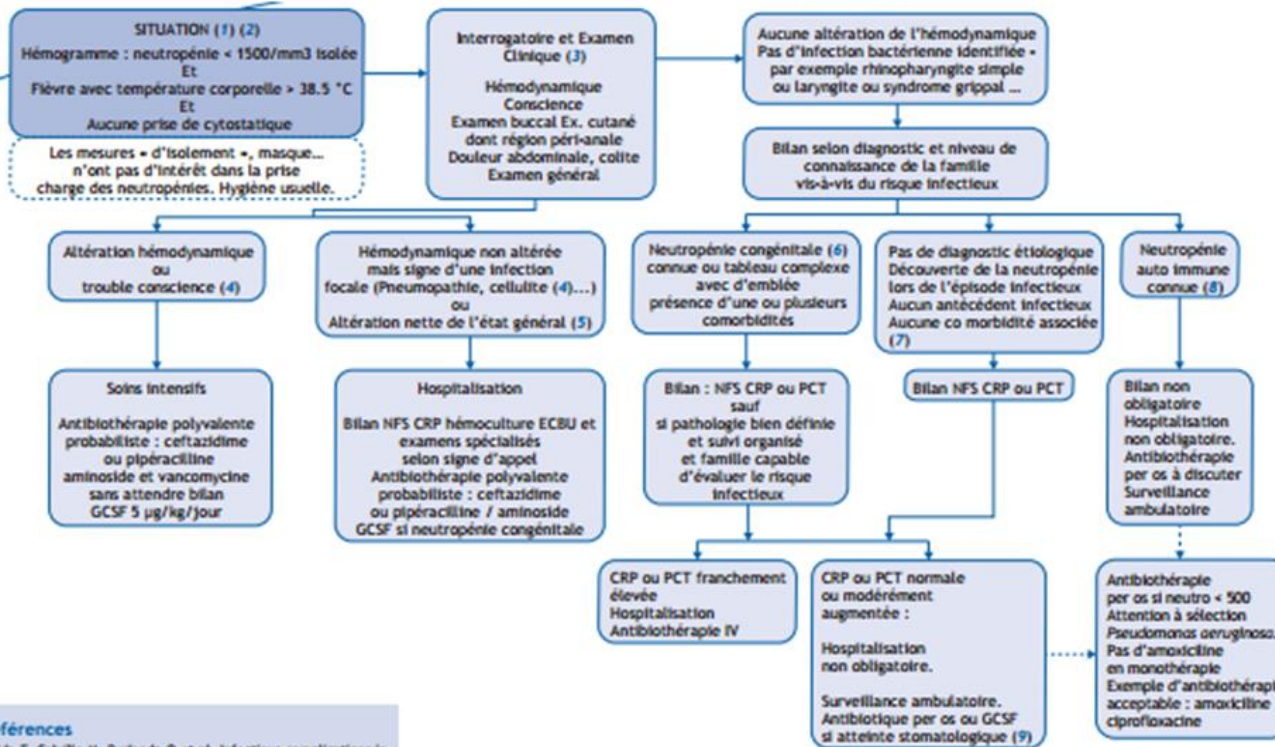 SITUATION (1) (2)
Hémogramme : neutropénie < 1500/mm3 isolée
Et
Fièvre avec température corporelle > 38.5 °C
Et
Aucune prise de cytostatique
Les mesures « d'isolement », masque...
n'ont pas d'intérêt dans la prise
charge des neutropénies. Hygiène usuelle.
Interrogatoire et Examen
Clinique (3)
Hémodynamique
Conscience
Examen buccal Ex. cutané
dont région péri-anale
Douleur abdominale, colite
Examen général
Aucune altération de l'hémodynamique
Pas d'infection bactérienne identifiée -
par exemple rhinopharyngite simple
ou laryngite ou syndrome grippal ...
Bilan selon diagnostic et niveau de
connaissance de la famille
vis-à-vis du risque infectieux
Altération hémodynamique
ou
trouble conscience (4)
Hémodynamique non altérée
mais signe d'une infection
focale (Pneumopathie, cellulite (4)...)
ou
Altération nette de l'état général (5)
Neutropénie congénitale (6)
connue ou tableau complexe
avec d'emblée
présence d'une ou plusieurs
comorbidités
Pas de diagnostic étiologique
Découverte de la neutropénie
lors de l'épisode infectieux
Aucun antécédent infectieux
Aucune co morbidité associée
(7)
Neutropénie
auto immune
connue (8)
Soins intensifs
Antibiothérapie polyvalente
probabiliste : ceftazidime
ou pipéracilline
aminoside et vancomycine
sans attendre bilan
GCSF 5 µg/kg/jour
Hospitalisation
Bilan NFS CRP hémoculture ECBU et
examens spécialisés
selon signe d'appel
Antibiothérapie polyvalente
probabiliste : ceftazidime
ou pipéracilline / aminoside
GCSF si neutropénie congénitale
Bilan : NFS CRP ou PCT
sauf
si pathologie bien définie
et suivi organisé
et famille capable
d'évaluer le risque
infectieux
Bilan NFS CRP ou PCT
Bilan non
obligatoire
Hospitalisation
non obligatoire.
Antibiothérapie
per os à discuter
Surveillance
ambulatoire
CRP ou PCT franchement
élevée
Hospitalisation
Antibiothérapie IV
CRP ou PCT normale
ou modérément
augmentée :
Hospitalisation
non obligatoire.
Surveillance ambulatoire.
Antibiotique per os ou GCSF
si atteinte stomatologique (9)
Antibiothérapie
per os si neutro < 500
Attention à sélection
Pseudomonas aeruginosa.
Pas d'amoxiciline
en monothérapie
Exemple d'antibiothérapi
acceptable : amoxiciline
ciprofloxacine
éférences